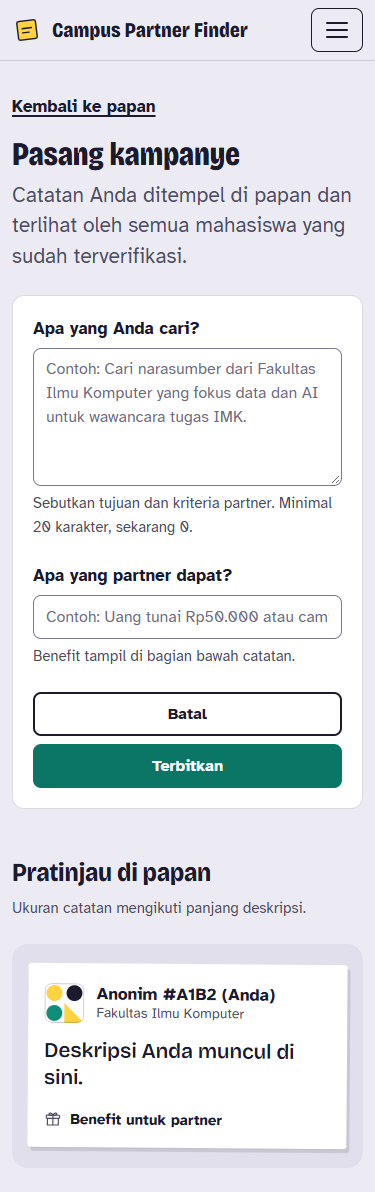 Campus Partner Finder
Kembali ke papan
Pasang kampanye
Catatan Anda ditempel di papan dan
terlihat oleh semua mahasiswa yang
sudah terverifikasi.
Apa yang Anda cari?
Contoh: Cari narasumber dari Fakultas
Ilmu Komputer yang fokus data dan AI
untuk wawancara tugas IMK.
Sebutkan tujuan dan kriteria partner. Minimal
20 karakter, sekarang 0.
Apa yang partner dapat?
Contoh: Uang tunai Rp50.000 atau cam
Benefit tampil di bagian bawah catatan.
Batal
Terbitkan
Pratinjau di papan
Ukuran catatan mengikuti panjang deskripsi.
Anonim #A1B2 (Anda)
Fakultas Ilmu Komputer
Deskripsi Anda muncul di
sini.
Benefit untuk partner